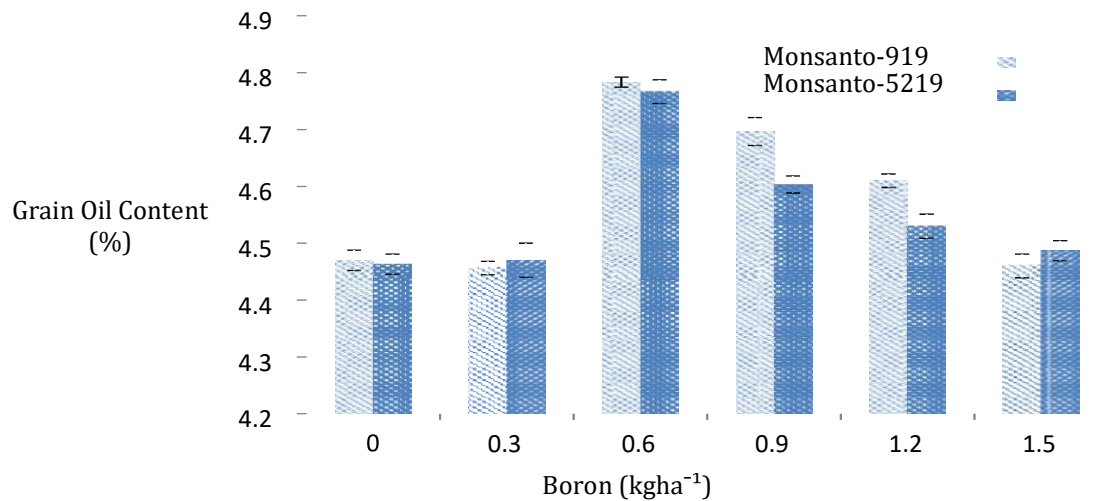 4.9
4.8
4.7
4.6
4.5
4.4
4.3
4.2
Grain Oil Content
(%)
Monsanto-919
Monsanto-5219
0 0.3 0.6 0.9 1.2 1.5
Boron (kgha⁻¹)